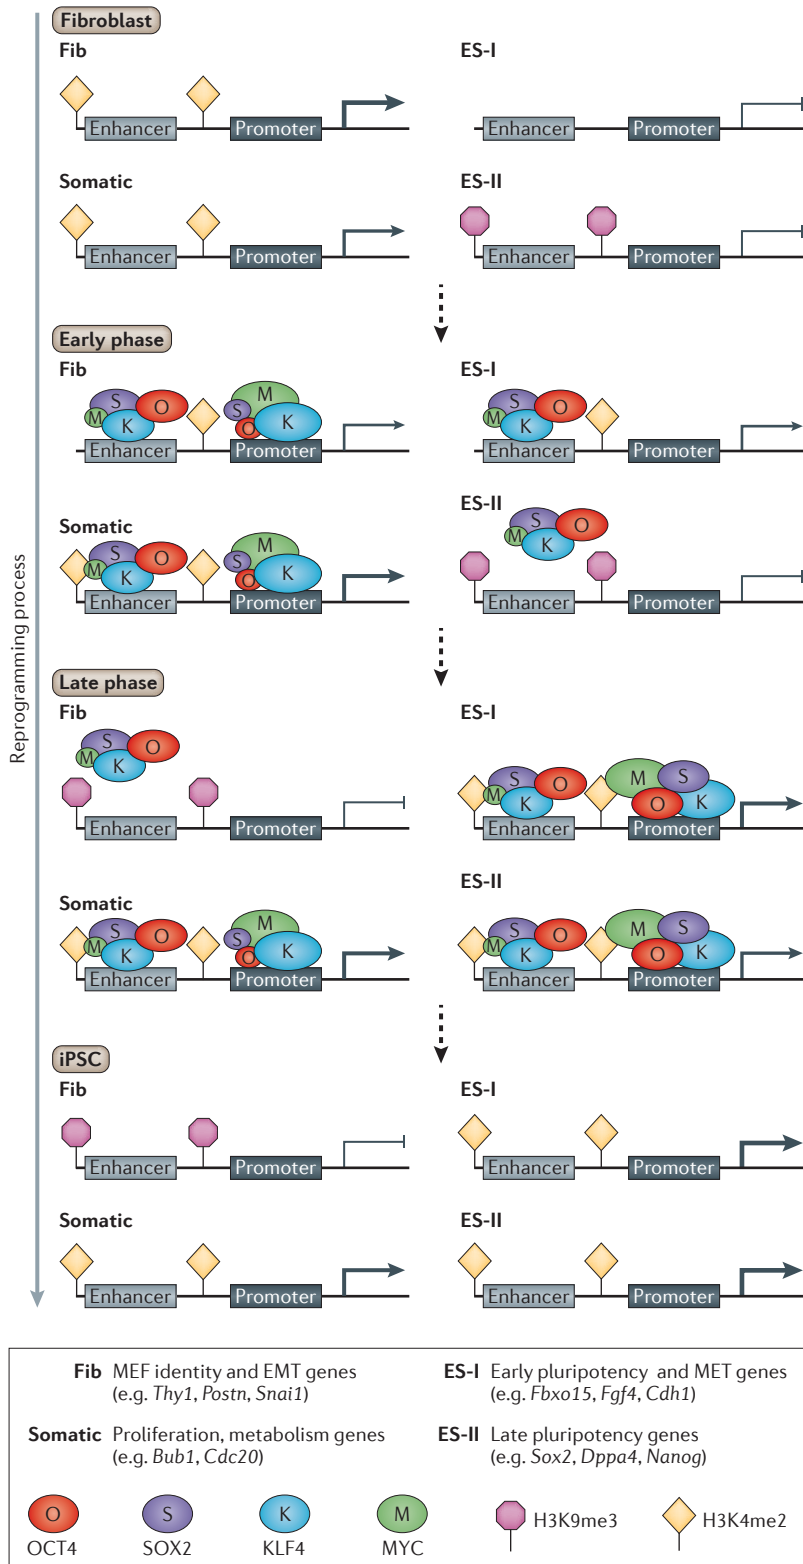 Reprogramming process
Fibroblast
Fib
Enhancer
Promoter
ES-I
Enhancer
Promoter
Somatic
Enhancer
Promoter
ES-II
Enhancer
Promoter
Early phase
Fib
M
S
K
O
S
M
O
K
Enhancer
Promoter
ES-I
M
S
K
O
Enhancer
Promoter
Somatic
M
S
K
O
S
M
O
K
Enhancer
Promoter
ES-II
M
S
K
O
Enhancer
Promoter
Late phase
Fib
M
S
K
O
Enhancer
Promoter
ES-I
M
S
K
O
M
S
O
K
Enhancer
Promoter
Somatic
M
S
K
O
S
M
O
K
Enhancer
Promoter
ES-II
M
S
K
O
M
S
O
K
Enhancer
Promoter
iPSC
Fib
Enhancer
Promoter
ES-I
Enhancer
Promoter
Somatic
Enhancer
Promoter
ES-II
Enhancer
Promoter
Fib MEF identity and EMT genes
(e.g. Thy1, Postn, Snai1)
ES-I Early pluripotency and MET genes
(e.g. Fbxo15, Fgf4, Cdh1)
Somatic Proliferation, metabolism genes
(e.g. Bub1, Cdc20)
ES-II Late pluripotency genes
(e.g. Sox2, Dppa4, Nanog)
O
OCT4
S
SOX2
K
KLF4
M
MYC
H3K9me3
H3K4me2